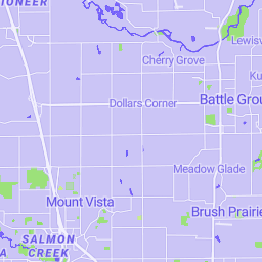 IONEER
Lewisv
Cherry Grove
Ku
Dollars Corner
Battle Grou
Meadow Glade
Mount Vista
Brush Prairie
SALMON
CREEK
A